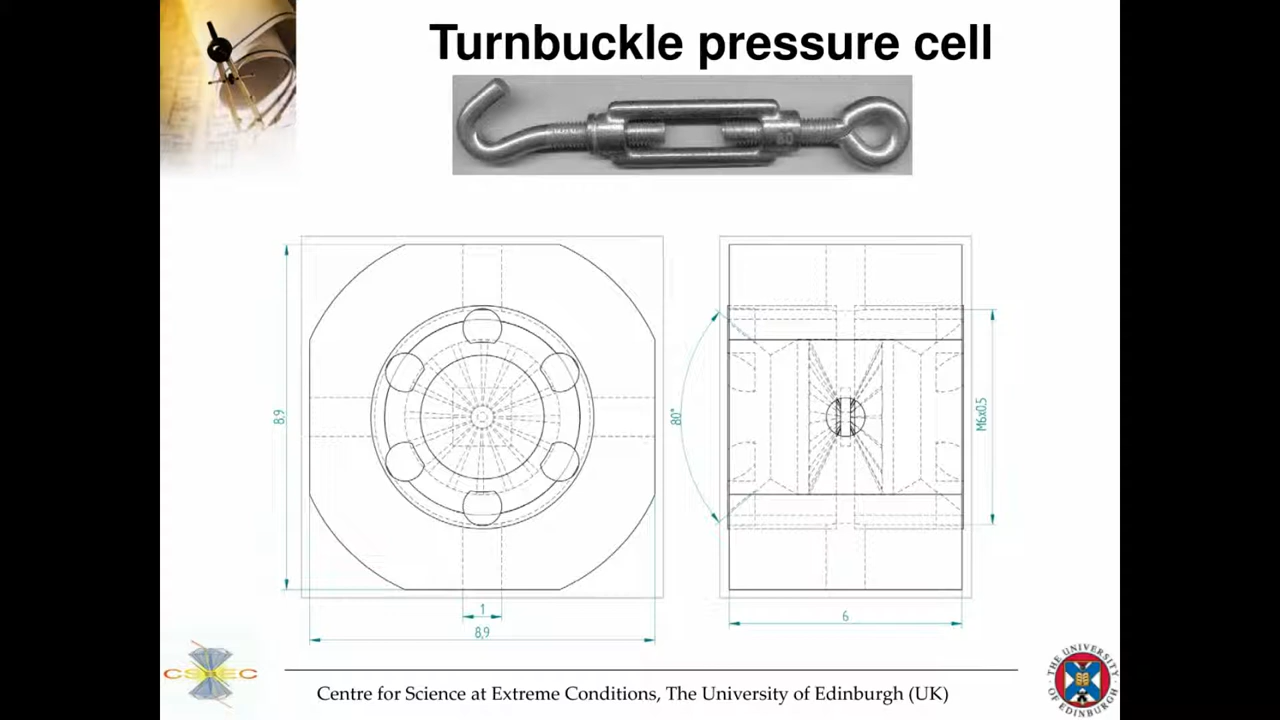 Turnbuckle pressure cell
8,9
1
8,9
80°
M6x0.5
6
CSEC
Centre for Science at Extreme Conditions, The University of Edinburgh (UK)
THE UNIVERSITY OF EDINBURGH